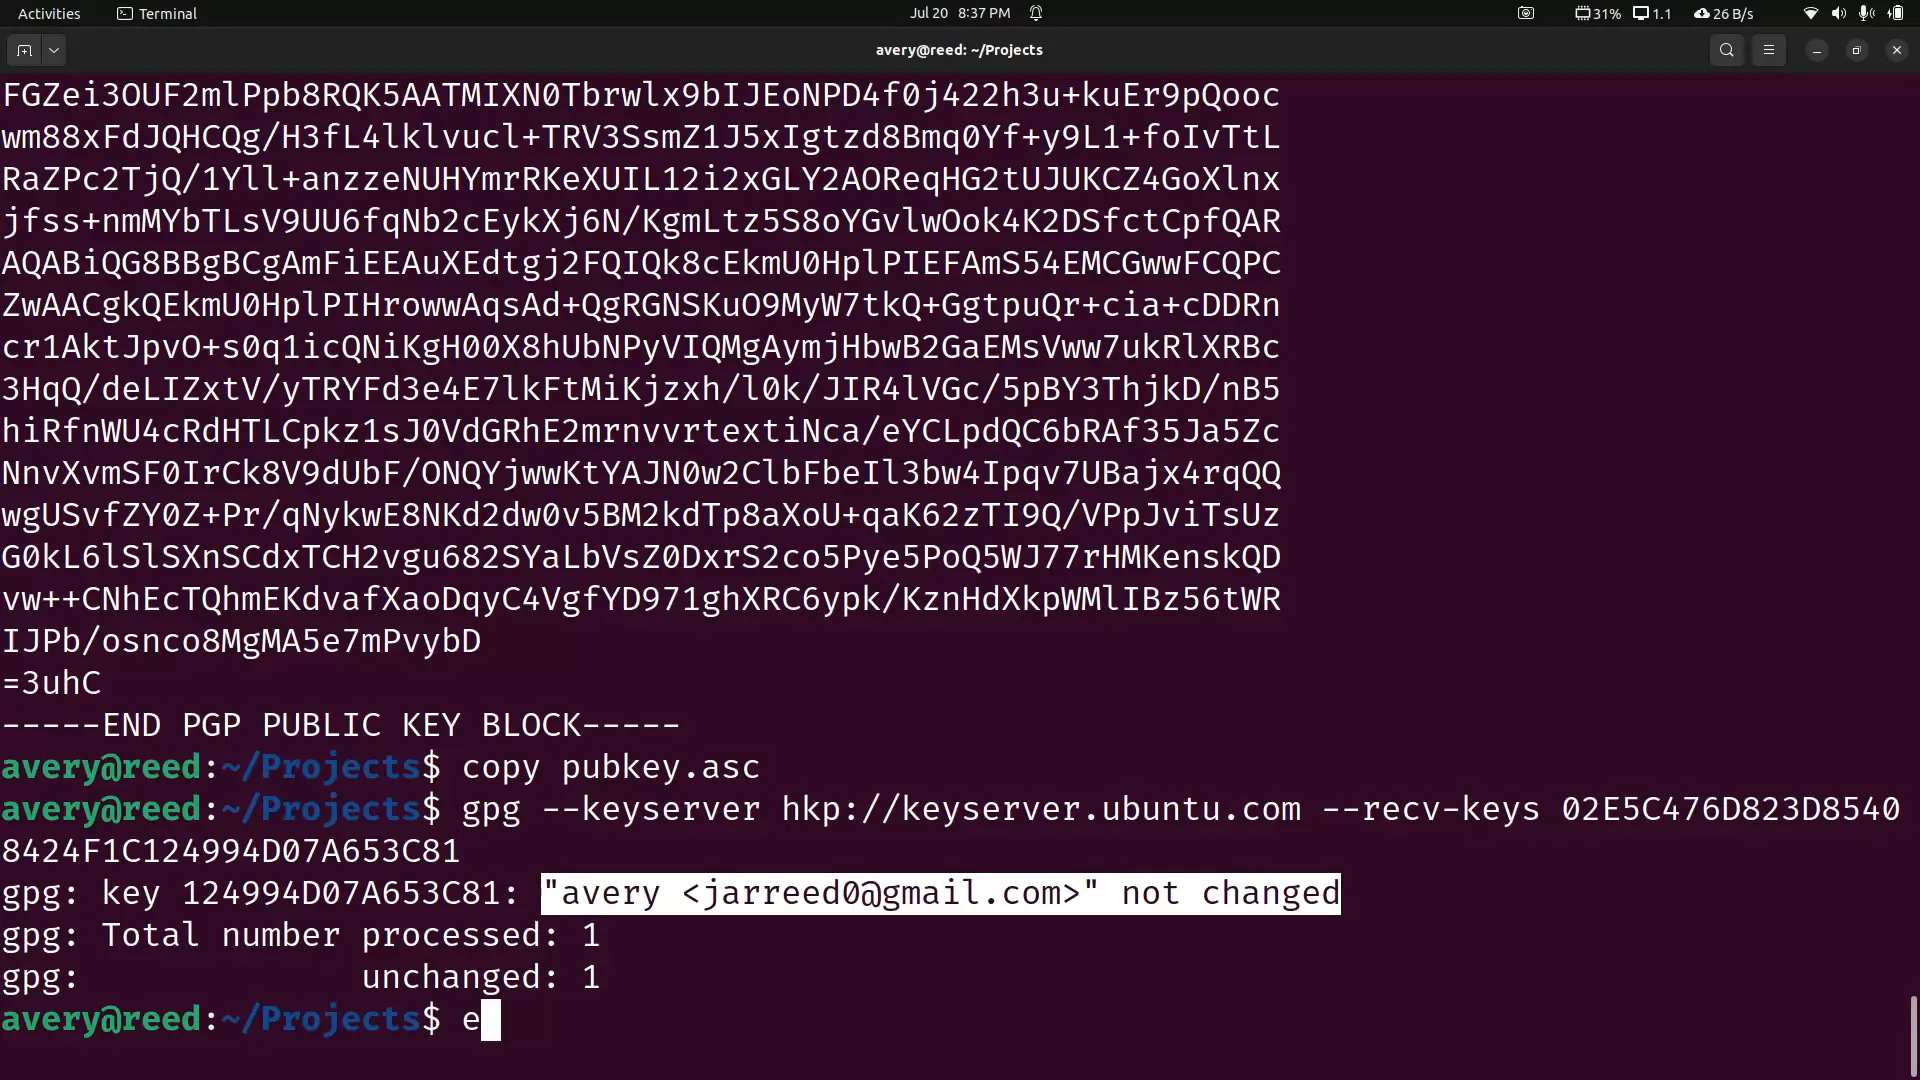 Activities
Terminal
Jul 20 8:37 PM
31%
1.1
26 B/s
avery@reed: ~/Projects
FGZei3OUF2mlPpb8RQK5AATMIXN0Tbrwlx9bIJEoNPD4f0j422h3u+kuEr9pQooc
wm88xFdJQHCQg/H3fL4lklvucl+TRV3SsmZ1J5xIgtzd8Bmq0Yf+y9L1+foIvTtL
RaZPc2TjQ/1Yll+anzzeNUHYmrRKeXUIL12i2xGLY2AOReqHG2tUJUKCZ4GoXlnx
jfss+nmMYbTLsV9UU6fqNb2cEykXj6N/KgmLtz5S8oYGvlwOok4K2DSfctCpfQAR
AQABiQG8BBgBCgAmFiEEAuXEdtgj2FQIQk8cEkmU0HplPIEFAmS54EMCGwwFCQPC
ZwAACgkQEkmU0HplPIHrowwAqsAd+QgRGNSKuO9MyW7tkQ+GgtpuQr+cia+cDDRn
cr1AktJpvO+s0q1icQNiKgH00X8hUbNPyVIQMgAymjHbwB2GaEMsVww7ukRlXRBc
3HqQ/deLIZxtV/yTRYFd3e4E7lkFtMiKjzxh/l0k/JIR4lVGc/5pBY3ThjkD/nB5
hiRfnWU4cRdHTLCpkz1sJ0VdGRhE2mrnvvrtextiNca/eYCLpdQC6bRAf35Ja5Zc
NnvXvmSF0IrCk8V9dUbF/ONQYjwwKtYAJN0w2ClbFbeIl3bw4Ipqv7UBajx4rqQQ
wgUSvfZY0Z+Pr/qNykwE8NKd2dw0v5BM2kdTp8aXoU+qaK62zTI9Q/VPpJviTsUz
G0kL6lSlSXnSCdxTCH2vgu682SYaLbVsZ0DxrS2co5Pye5PoQ5WJ77rHMKenskQD
vw++CNhEcTQhmEKdvafXaoDqyC4VgfYD971ghXRC6ypk/KznHdXkpWMlIBz56tWR
IJPb/osnco8MgMA5e7mPvybD
=3uhC
-----END PGP PUBLIC KEY BLOCK-----
avery@reed:~/Projects$ copy pubkey.asc
avery@reed:~/Projects$ gpg --keyserver hkp://keyserver.ubuntu.com --recv-keys 02E5C476D823D8540
8424F1C124994D07A653C81
gpg: key 124994D07A653C81: "avery <jarreed0@gmail.com>" not changed
gpg: Total number processed: 1
gpg:              unchanged: 1
avery@reed:~/Projects$ e